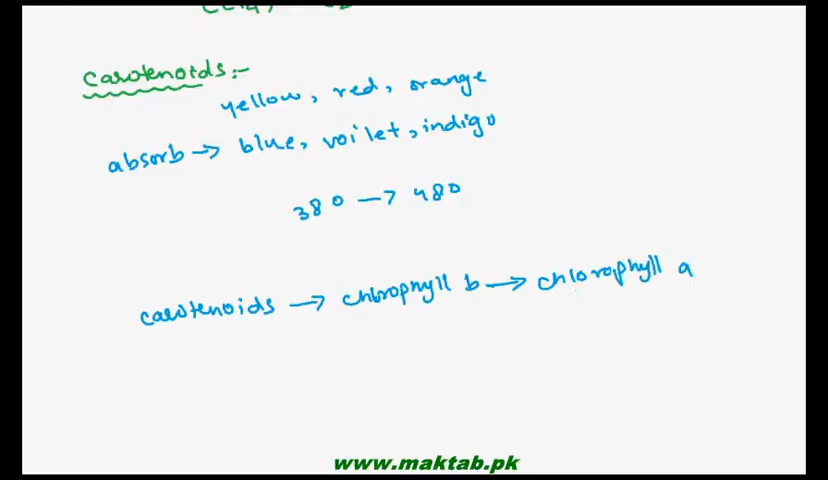 Carotenoids:-
yellow, red, orange
absorb → blue, voilet, indigo
380 → 480
carotenoids → chlorophyll b → chlorophyll a
www.maktab.pk